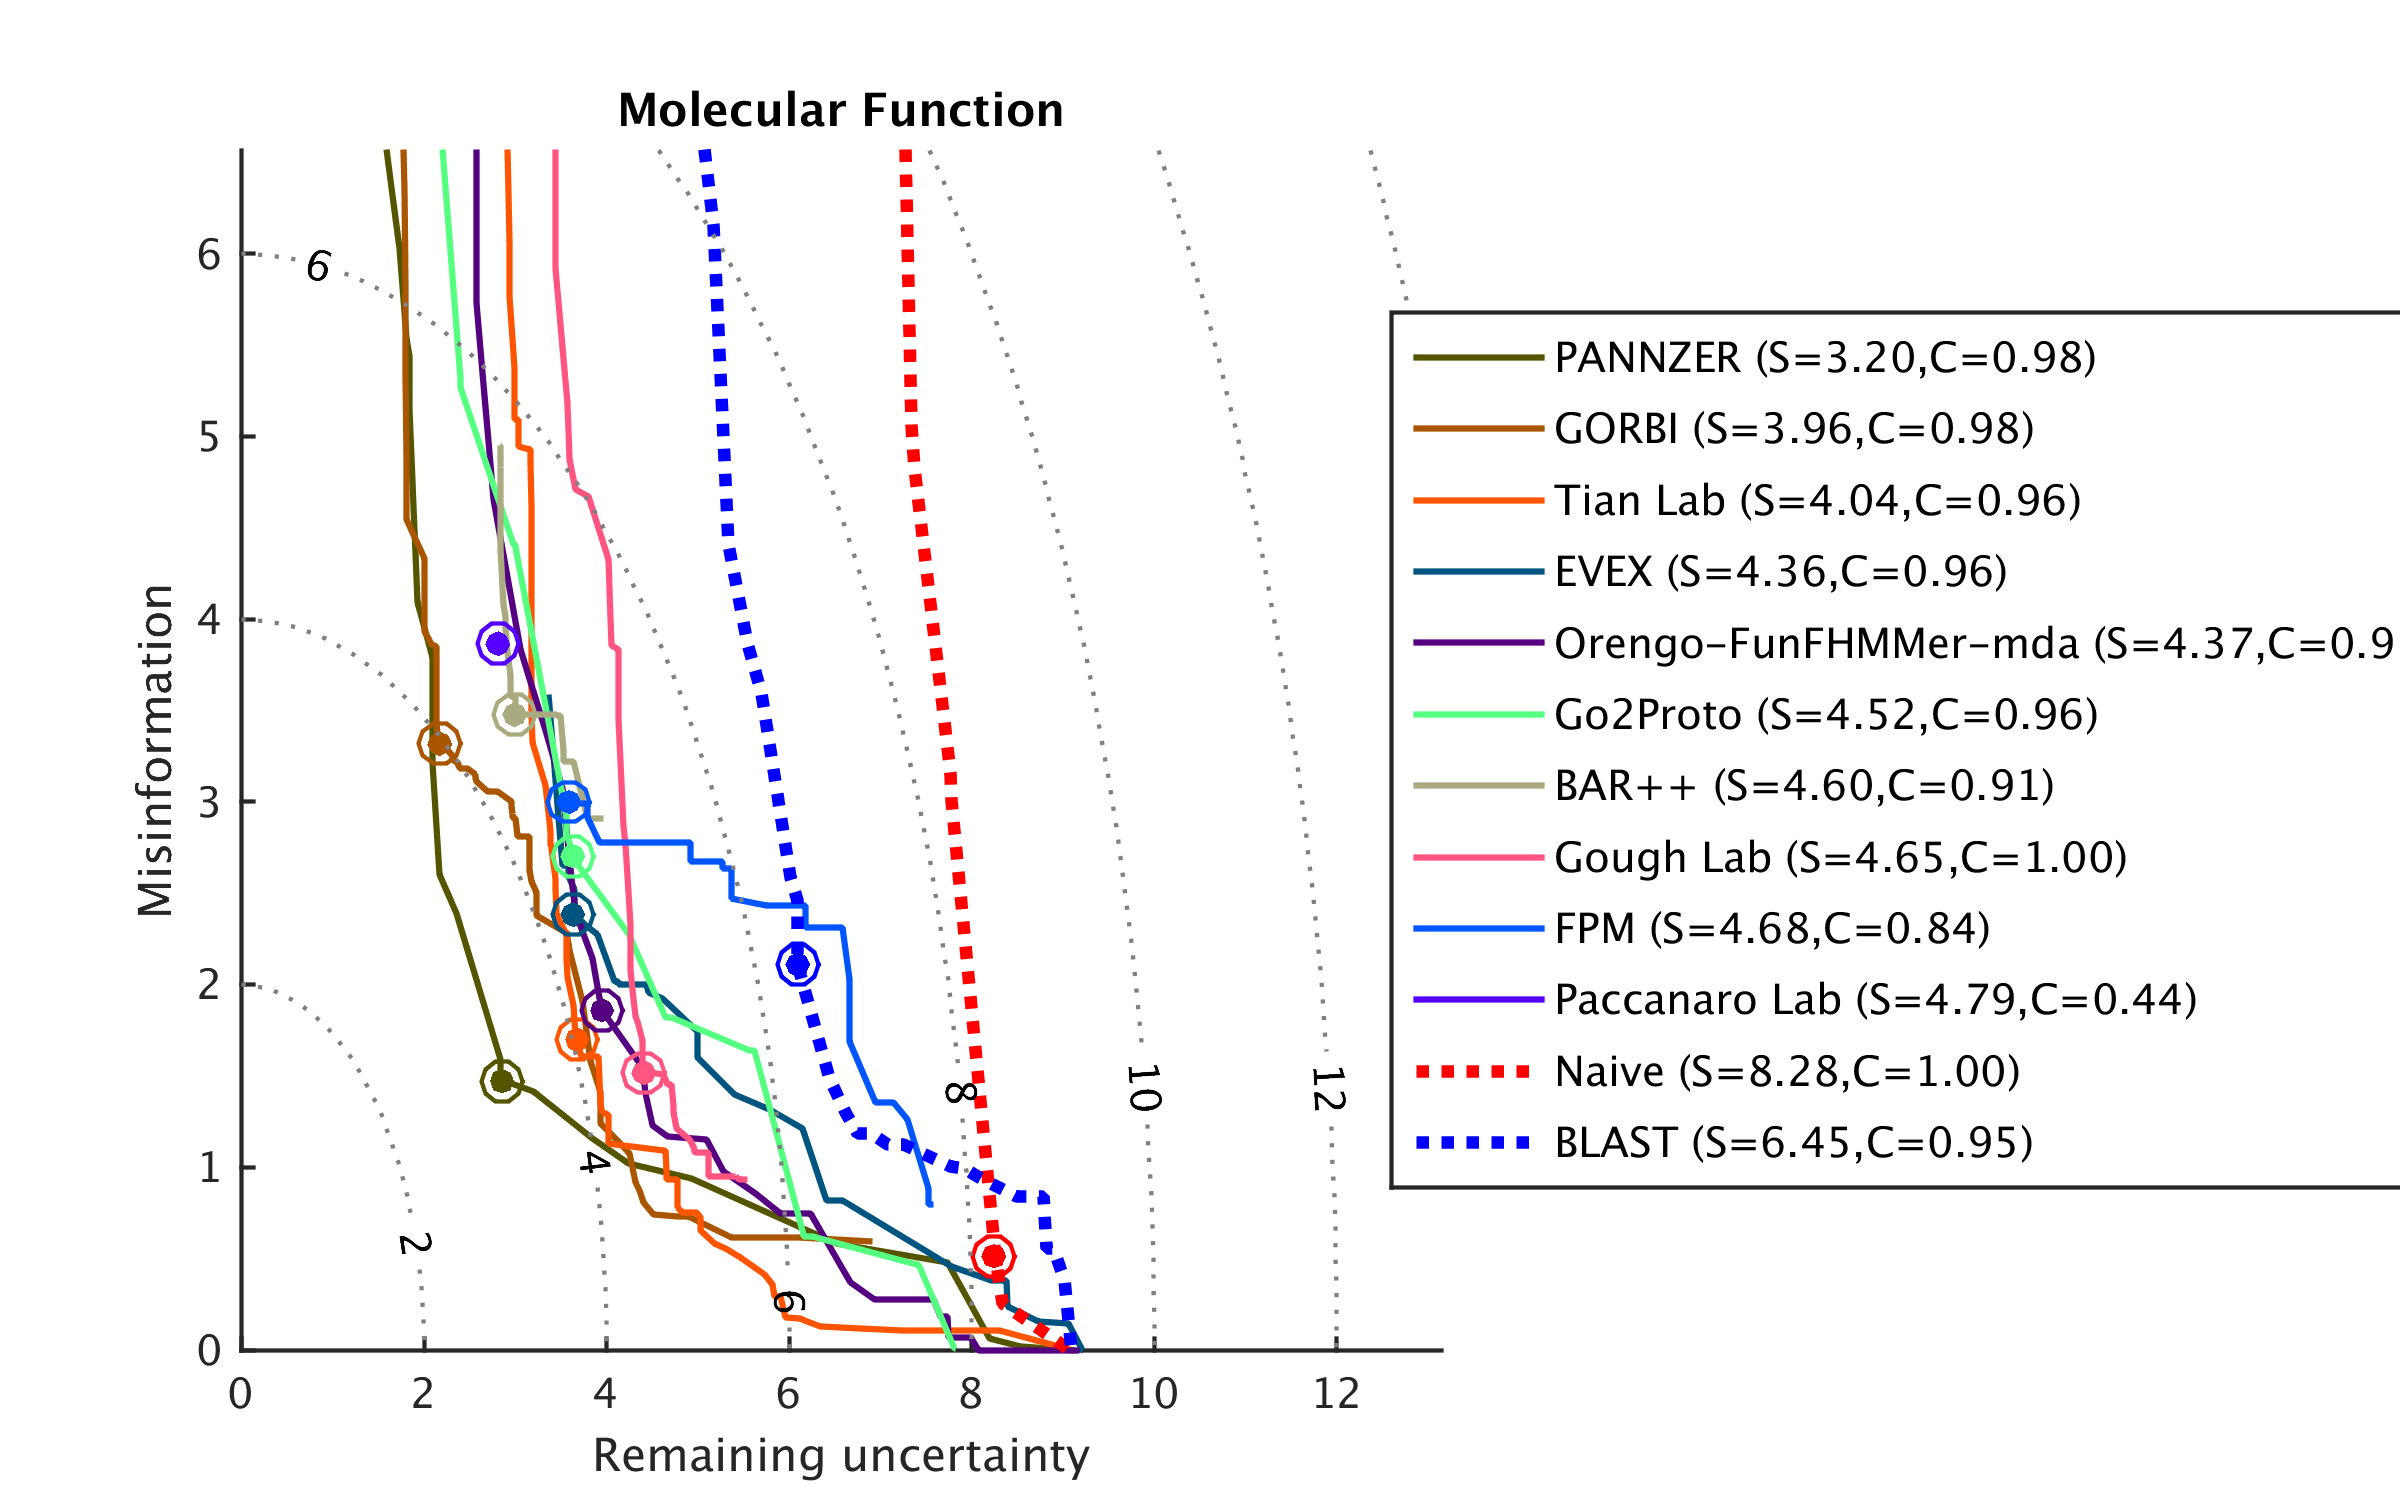 Molecular Function
Misinformation
6
5
4
3
2
1
0
0 2 4 6 8 10 12
Remaining uncertainty
6
2
4
6
8
10
12
PANNZER (S=3.20,C=0.98)
GORBI (S=3.96,C=0.98)
Tian Lab (S=4.04,C=0.96)
EVEX (S=4.36,C=0.96)
Orengo-FunFHMMer-mda (S=4.37,C=0.9
Go2Proto (S=4.52,C=0.96)
BAR++ (S=4.60,C=0.91)
Gough Lab (S=4.65,C=1.00)
FPM (S=4.68,C=0.84)
Paccanaro Lab (S=4.79,C=0.44)
Naive (S=8.28,C=1.00)
BLAST (S=6.45,C=0.95)